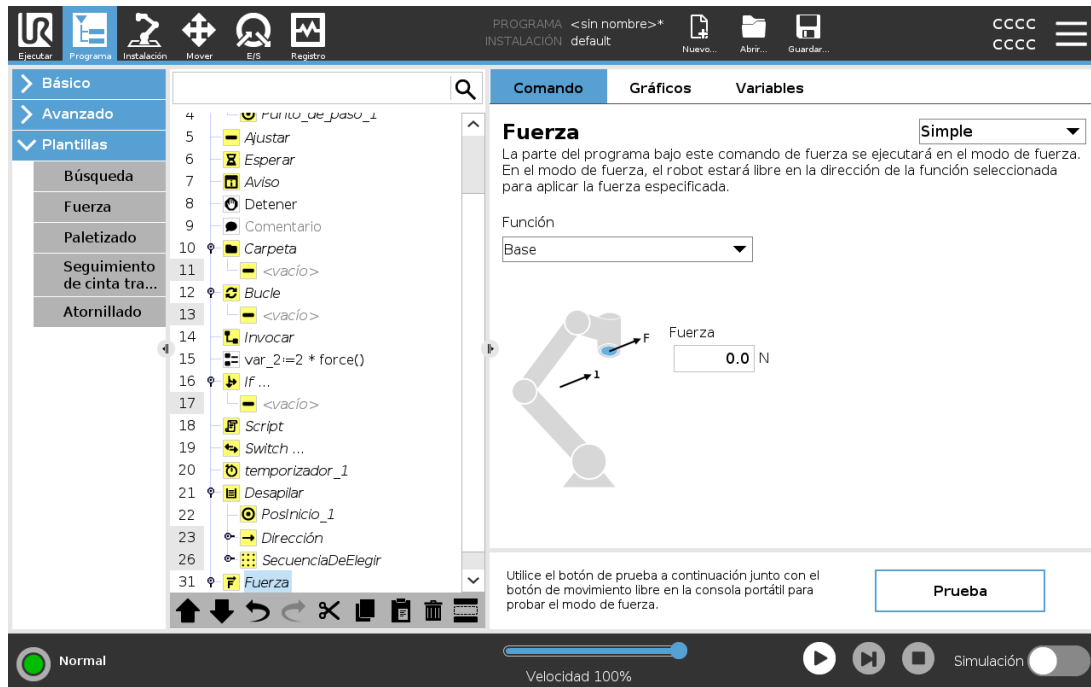 PROGRAMA <sin nombre>*
INSTALACIÓN default
UR
Ejecutar
Programa
Instalación
Mover
E/S
Registro
Nuevo...
Abrir...
Guardar...
CCCC
CCCC
Básico
Avanzado
Plantillas
Búsqueda
Fuerza
Paletizado
Seguimiento
de cinta tra...
Atornillado
4 Punto_de_paso_1
5 Ajustar
6 Esperar
7 Aviso
8 Detener
9 Comentario
10 Carpeta
11 <vacío>
12 Bucle
13 <vacío>
14 Invocar
15 var_2:=2 * force()
16 If ...
17 <vacío>
18 Script
19 Switch ...
20 temporizador_1
21 Desapilar
22 PosInicio_1
23 Dirección
26 SecuenciaDeElegir
31 Fuerza
Comando
Gráficos
Variables
Fuerza
Simple
La parte del programa bajo este comando de fuerza se ejecutará en el modo de fuerza.
En el modo de fuerza, el robot estará libre en la dirección de la función seleccionada
para aplicar la fuerza especificada.
Función
Base
F
1
Fuerza
0.0 N
Utilice el botón de prueba a continuación junto con el
botón de movimiento libre en la consola portátil para
probar el modo de fuerza.
Prueba
Normal
Velocidad 100%
Simulación